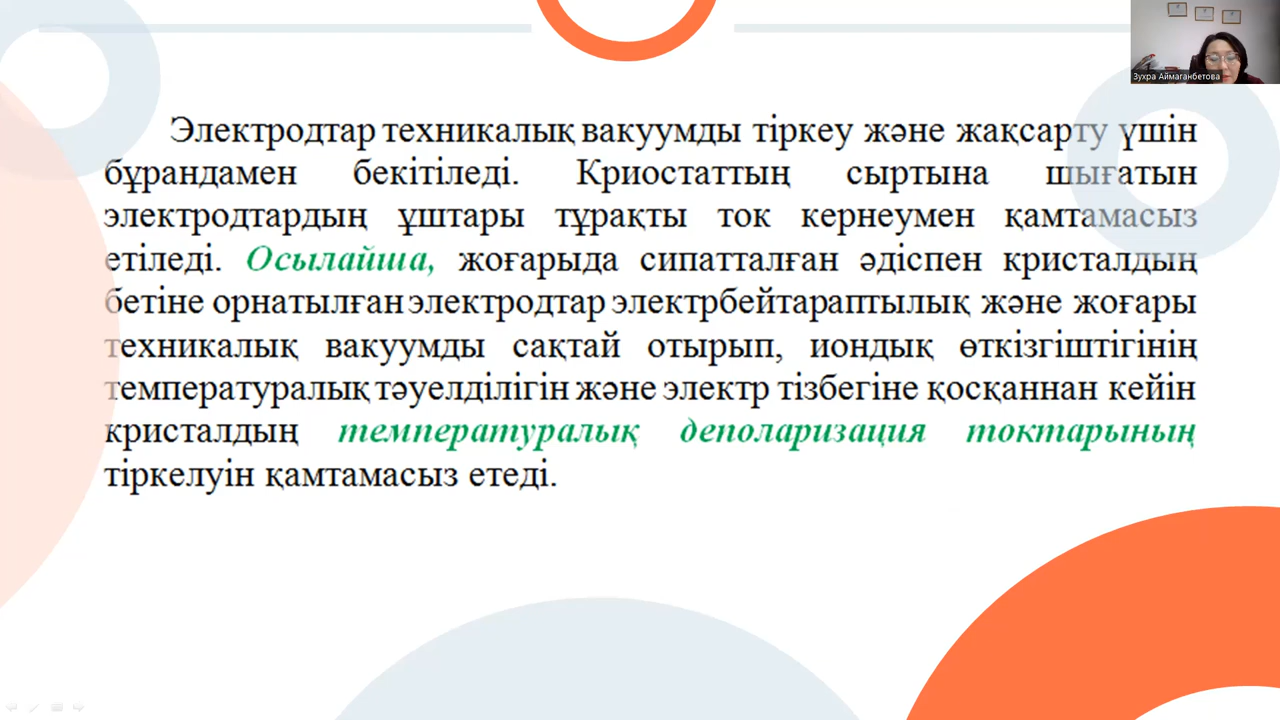 Зухра Аймаганбетова
Электродтар техникалық вакуумды тіркеу және жақсарту үшін
бұрандамен бекітіледі. Криостаттың сыртына шығатын
электродтардың ұштары тұрақты ток кернеумен қамтамасыз
етіледі. Осылайша, жоғарыда сипатталған әдіспен кристалдың
бетіне орнатылған электродтар электрбейтараптылық және жоғары
техникалық вакуумды сақтай отырып, иондық өткізгіштігінің
температуралық тәуелділігін және электр тізбегіне қосқаннан кейін
кристалдың температуралық деполаризация токтарының
тіркелуін қамтамасыз етеді.